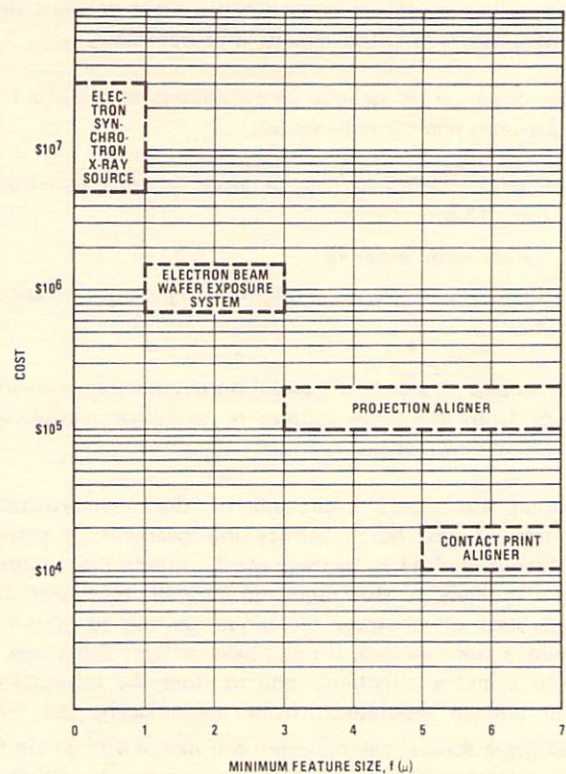 ELEC-
TRON
SYN-
CHRO-
TRON
X-RAY
SOURCE
$10⁷
ELECTRON BEAM
WAFER EXPOSURE
SYSTEM
$10⁶
COST
PROJECTION ALIGNER
$10⁵
CONTACT PRINT
ALIGNER
$10⁴
0 1 2 3 4 5 6 7
MINIMUM FEATURE SIZE, f (μ)